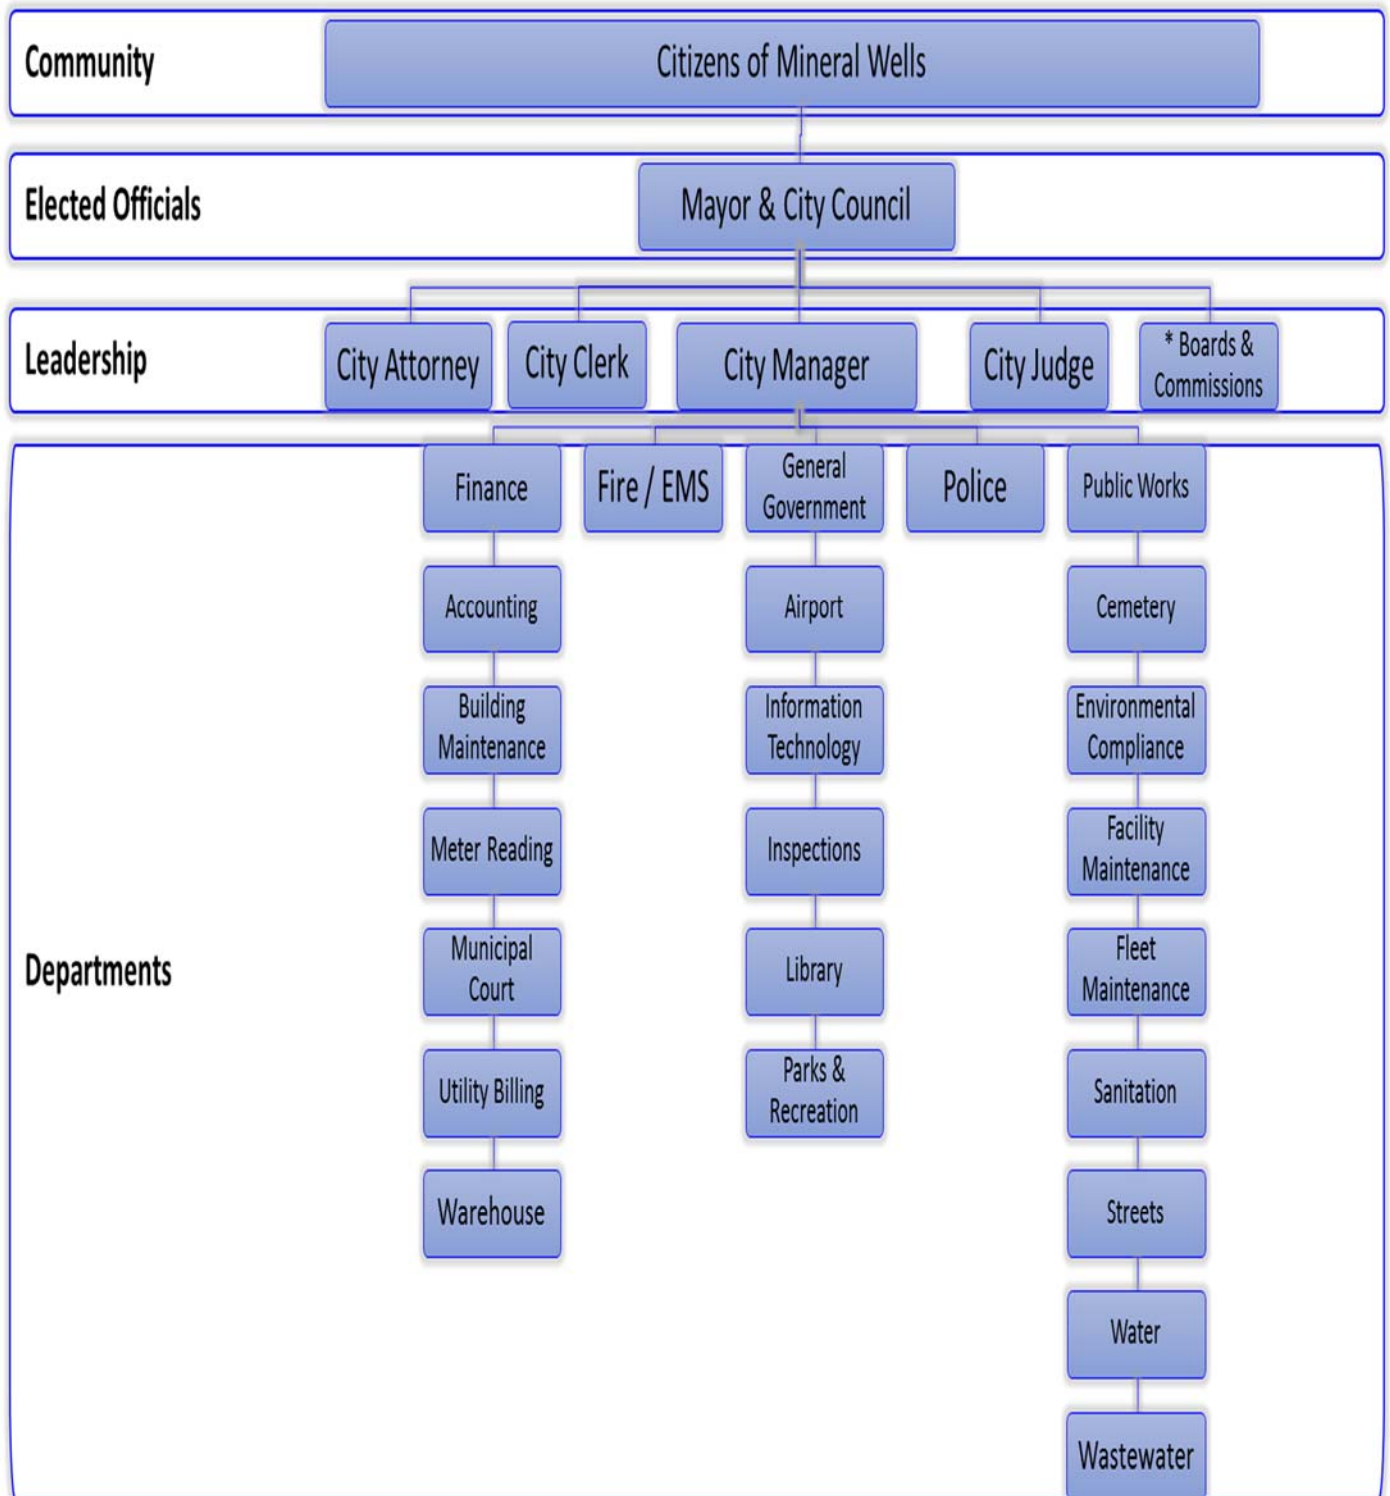 Community
Citizens of Mineral Wells
Elected Officials
Mayor & City Council
Leadership
City Attorney
City Clerk
City Manager
City Judge
* Boards &
Commissions
Departments
Finance
Fire / EMS
General
Government
Police
Public Works
Accounting
Airport
Cemetery
Building
Maintenance
Information
Technology
Environmental
Compliance
Meter Reading
Inspections
Facility
Maintenance
Municipal
Court
Library
Fleet
Maintenance
Utility Billing
Parks &
Recreation
Sanitation
Warehouse
Streets
Water
Wastewater